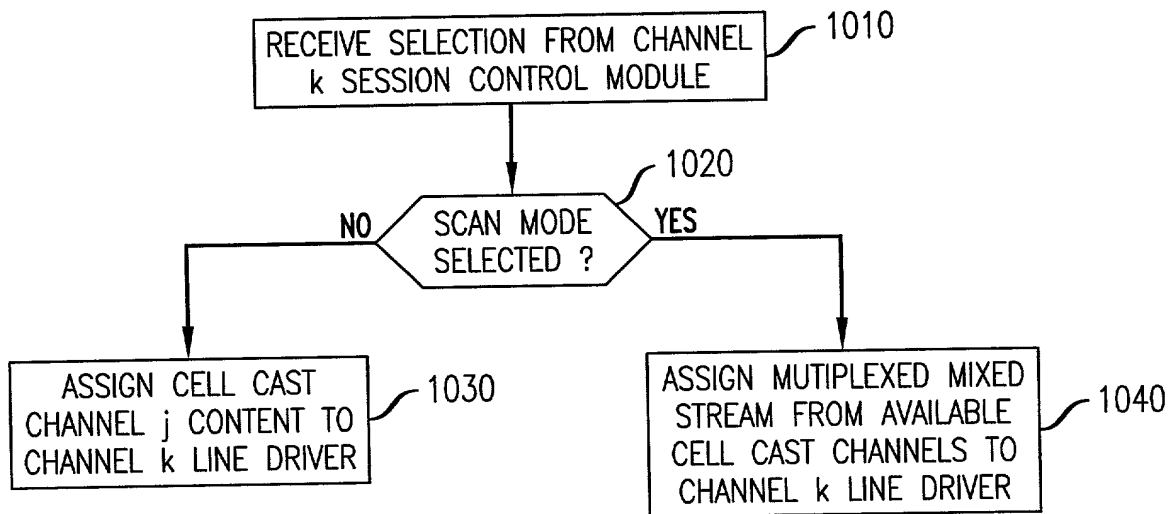 RECEIVE SELECTION FROM CHANNEL
k SESSION CONTROL MODULE
1010
1020
SCAN MODE
SELECTED ?
NO
YES
ASSIGN CELL CAST
CHANNEL j CONTENT TO
CHANNEL k LINE DRIVER
1030
ASSIGN MUTIPLEXED MIXED
STREAM FROM AVAILABLE
CELL CAST CHANNELS TO
CHANNEL k LINE DRIVER
1040